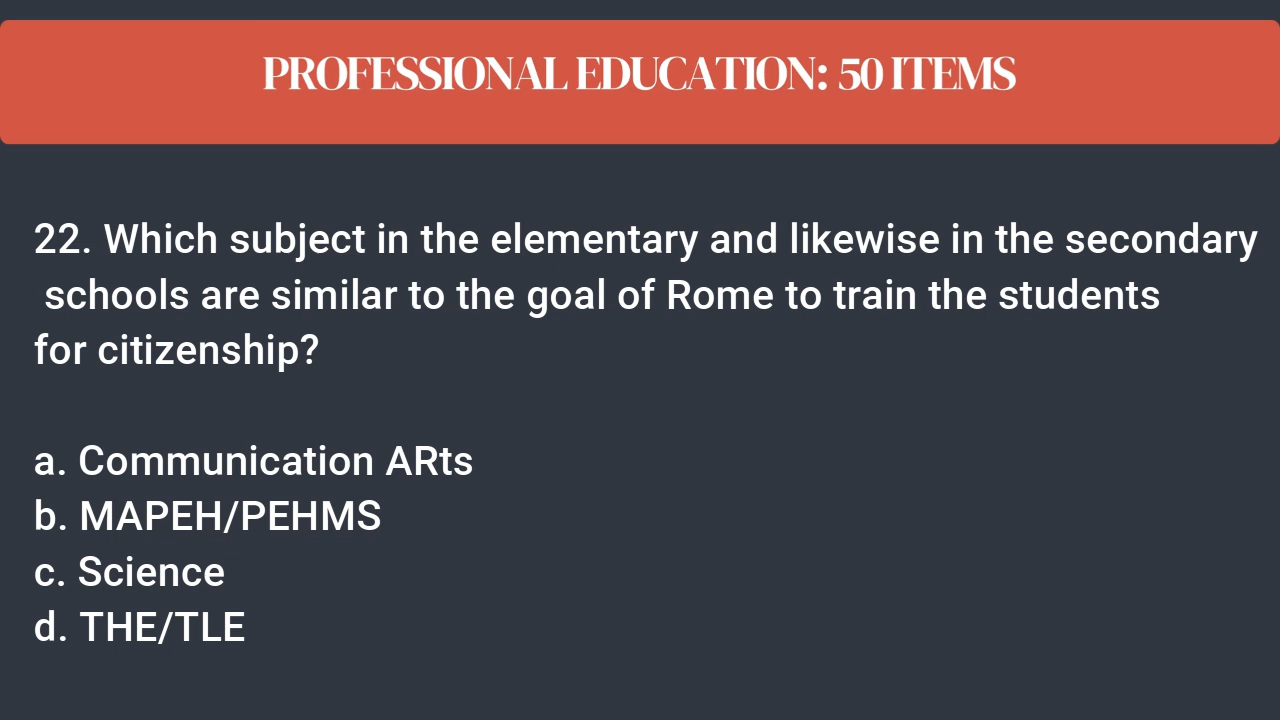 PROFESSIONAL EDUCATION: 50 ITEMS
22. Which subject in the elementary and likewise in the secondary
schools are similar to the goal of Rome to train the students
for citizenship?
a. Communication ARts
b. MAPEH/PEHMS
c. Science
d. THE/TLE